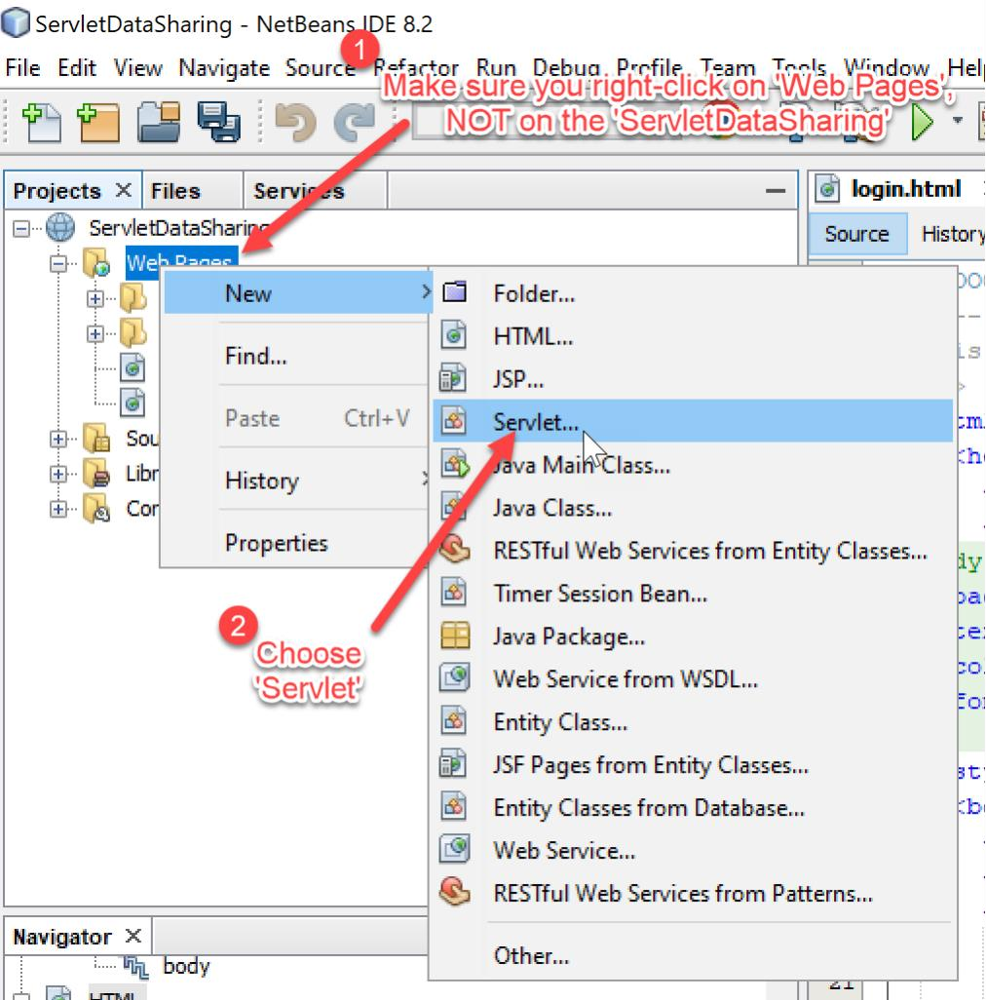 ServletDataSharing - NetBeans IDE 8.2
1
File Edit View Navigate Source Refactor Run Debug Profile Team Tools Window Help
Make sure you right-click on 'Web Pages',
NOT on the 'ServletDataSharing'
Projects Files Services
login.html
ServletDataSharing
Source History
Web Pages
New
Folder...
HTML...
Find...
JSP...
Paste Ctrl+V
Servlet...
Sou
Java Main Class...
Libr
History
Java Class...
Con
Properties
RESTful Web Services from Entity Classes...
Timer Session Bean...
2
Choose
'Servlet'
Java Package...
Web Service from WSDL...
Entity Class...
JSF Pages from Entity Classes...
Entity Classes from Database...
Web Service...
RESTful Web Services from Patterns...
Navigator
Other...
body
HTML
21